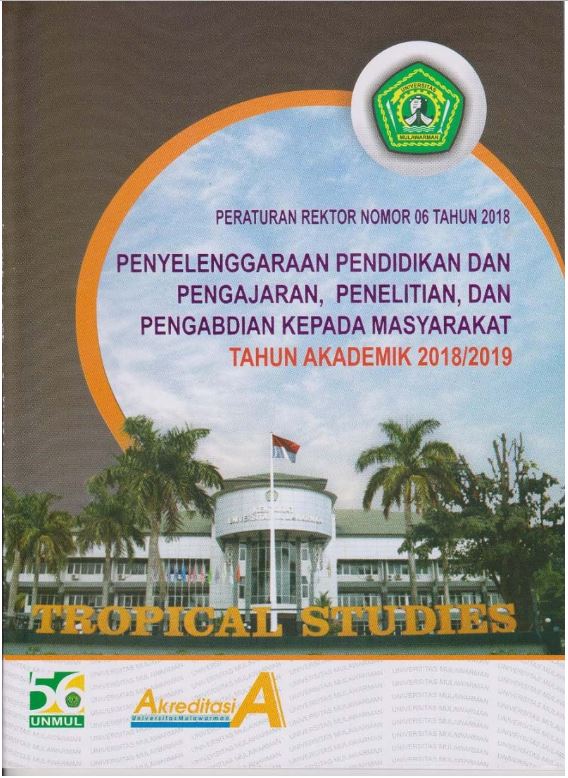 UNIVERSITAS
MULAWARMAN
PERATURAN REKTOR NOMOR 06 TAHUN 2018
PENYELENGGARAAN PENDIDIKAN DAN
PENGAJARAN, PENELITIAN, DAN
PENGABDIAN KEPADA MASYARAKAT
TAHUN AKADEMIK 2018/2019
TROPICAL STUDIES
56
UNMUL
Akreditasi A
UniversitasMulawarman
UNIVERSITAS MULAWARMAN